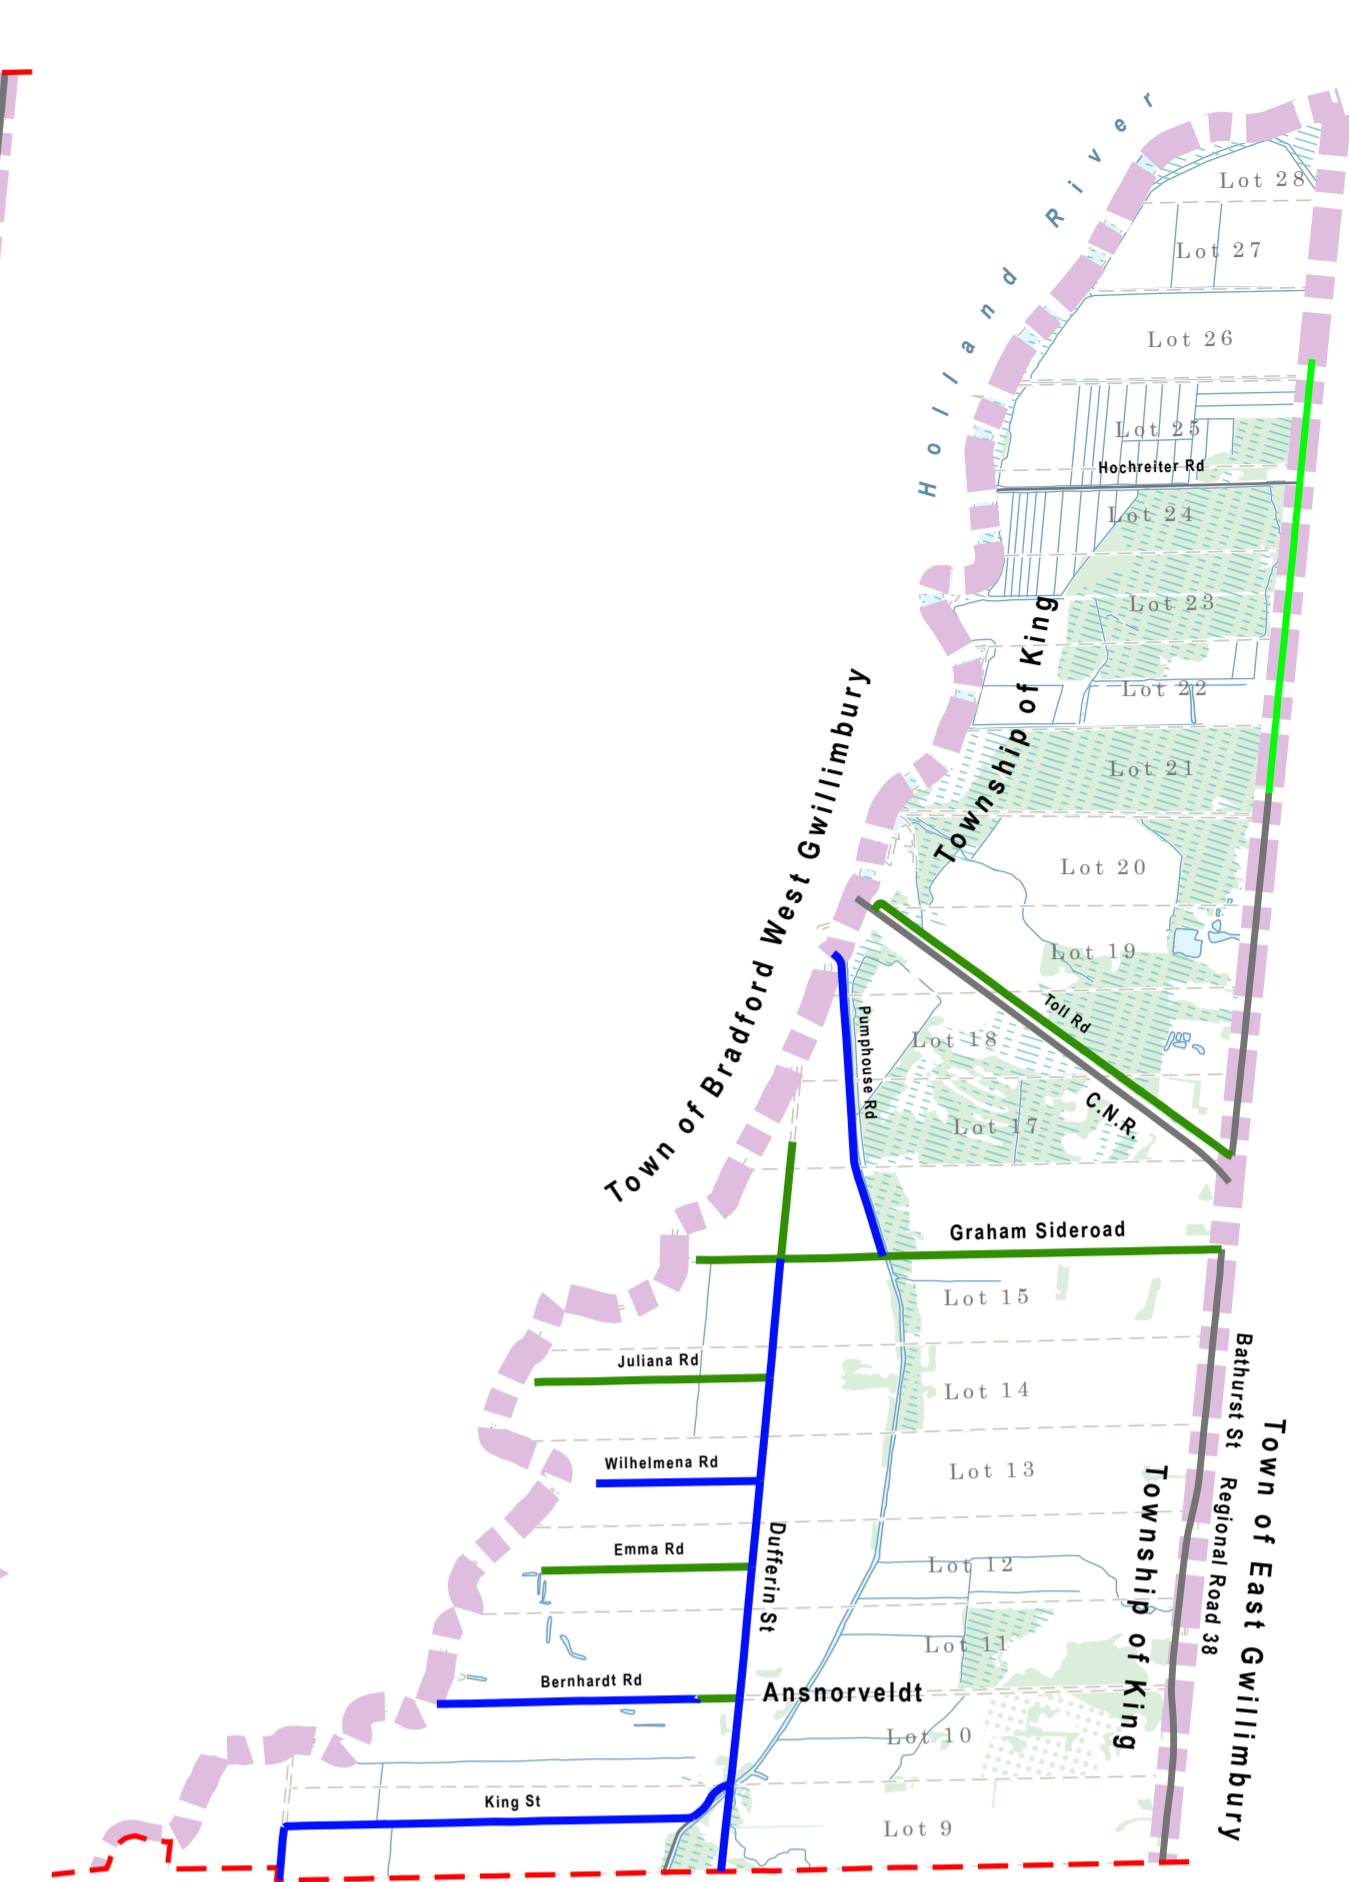 Holland River
Lot 28
Lot 27
Lot 26
Lot 25
Hochreiter Rd
Lot 24
Lot 23
Township of King
Lot 22
Town of Bradford West Gwillimbury
Lot 21
Lot 20
Lot 19
Toll Rd
Pumphouse Rd
Lot 18
C.N.R.
Lot 17
Graham Sideroad
Lot 15
Juliana Rd
Lot 14
Bathurst St Regional Road 38
Town of East Gwillimbury
Wilhelmena Rd
Lot 13
Township of King
Dufferin St
Emma Rd
Lot 12
Lot 11
Bernhardt Rd
Ansnorveldt
Lot 10
King St
Lot 9